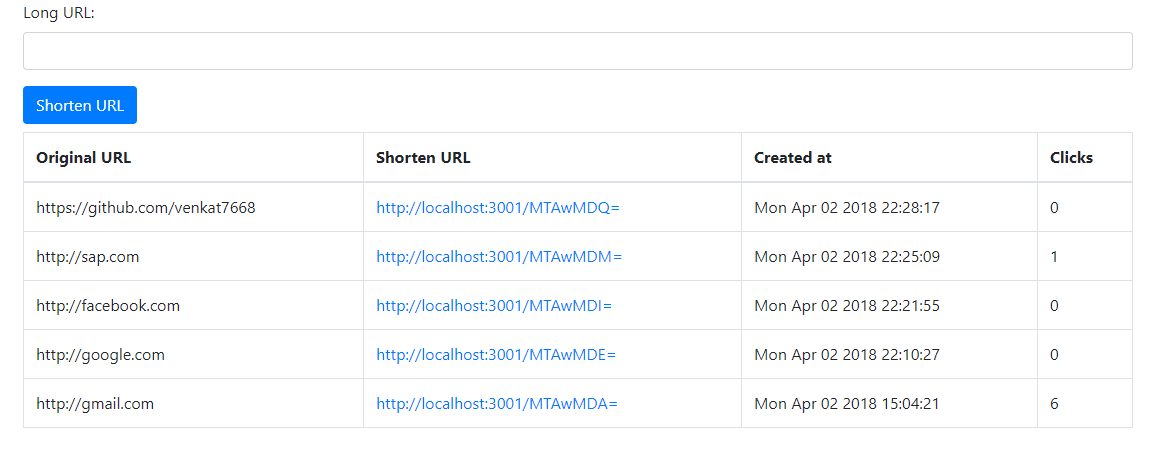 Long URL:
Shorten URL
Original URL Shorten URL Created at Clicks
https://github.com/venkat7668 http://localhost:3001/MTAwMDQ= Mon Apr 02 2018 22:28:17 0
http://sap.com http://localhost:3001/MTAwMDM= Mon Apr 02 2018 22:25:09 1
http://facebook.com http://localhost:3001/MTAwMDI= Mon Apr 02 2018 22:21:55 0
http://google.com http://localhost:3001/MTAwMDE= Mon Apr 02 2018 22:10:27 0
http://gmail.com http://localhost:3001/MTAwMDA= Mon Apr 02 2018 15:04:21 6